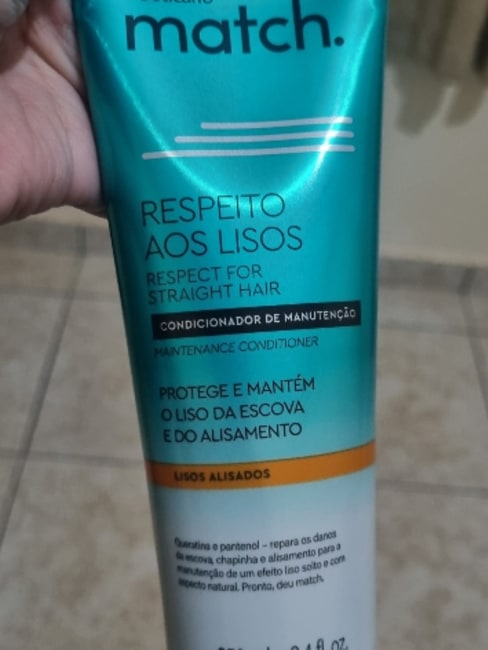 match.
RESPEITO
AOS LISOS
RESPECT FOR
STRAIGHT HAIR
CONDICIONADOR DE MANUTENÇÃO
MAINTENANCE CONDITIONER
PROTEGE E MANTÉM
O LISO DA ESCOVA
E DO ALISAMENTO
LISOS ALISADOS
Queratina e pantenol - repara os danos
da escova, chapinha e alisamento para a
manutenção de um efeito liso solto e com
aspecto natural. Pronto, deu match.
fl oz